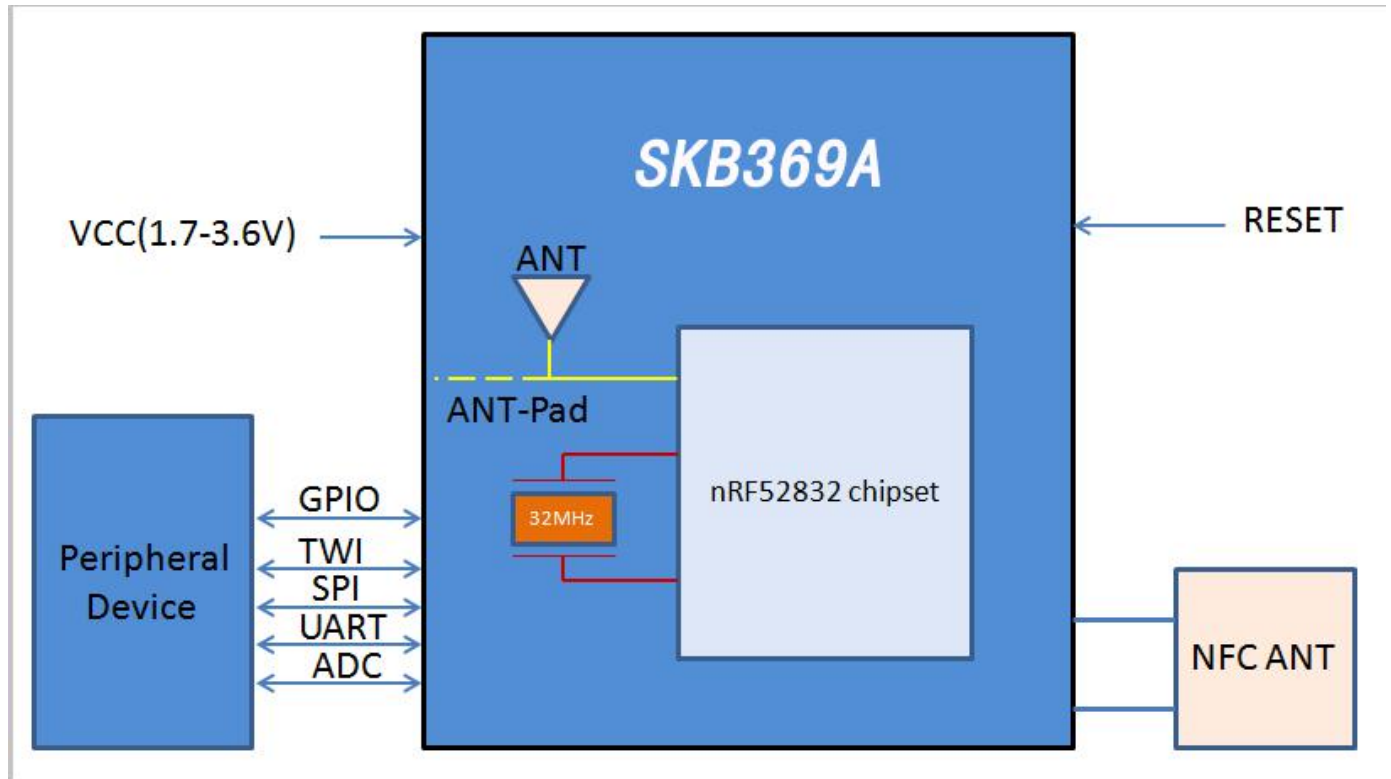 SKB369A
VCC(1.7-3.6V)
RESET
ANT
ANT-Pad
nRF52832 chipset
32MHz
GPIO
TWI
SPI
UART
ADC
Peripheral
Device
NFC ANT